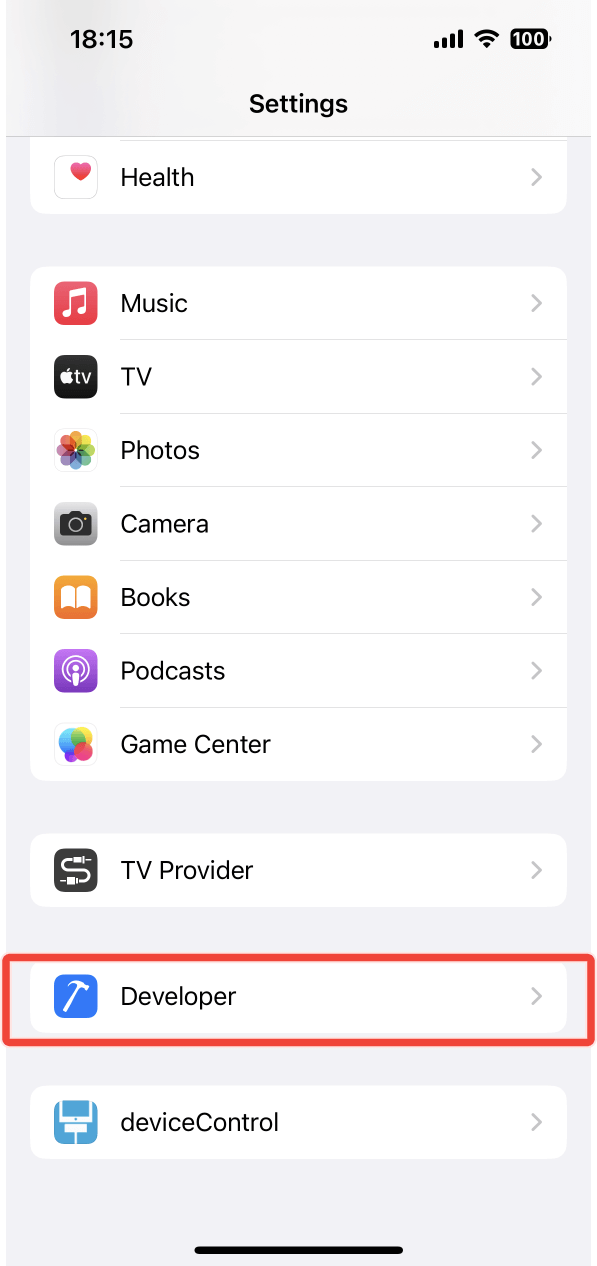 18:15
100
Settings
Health
Music
tv
TV
Photos
Camera
Books
Podcasts
Game Center
TV Provider
Developer
deviceControl